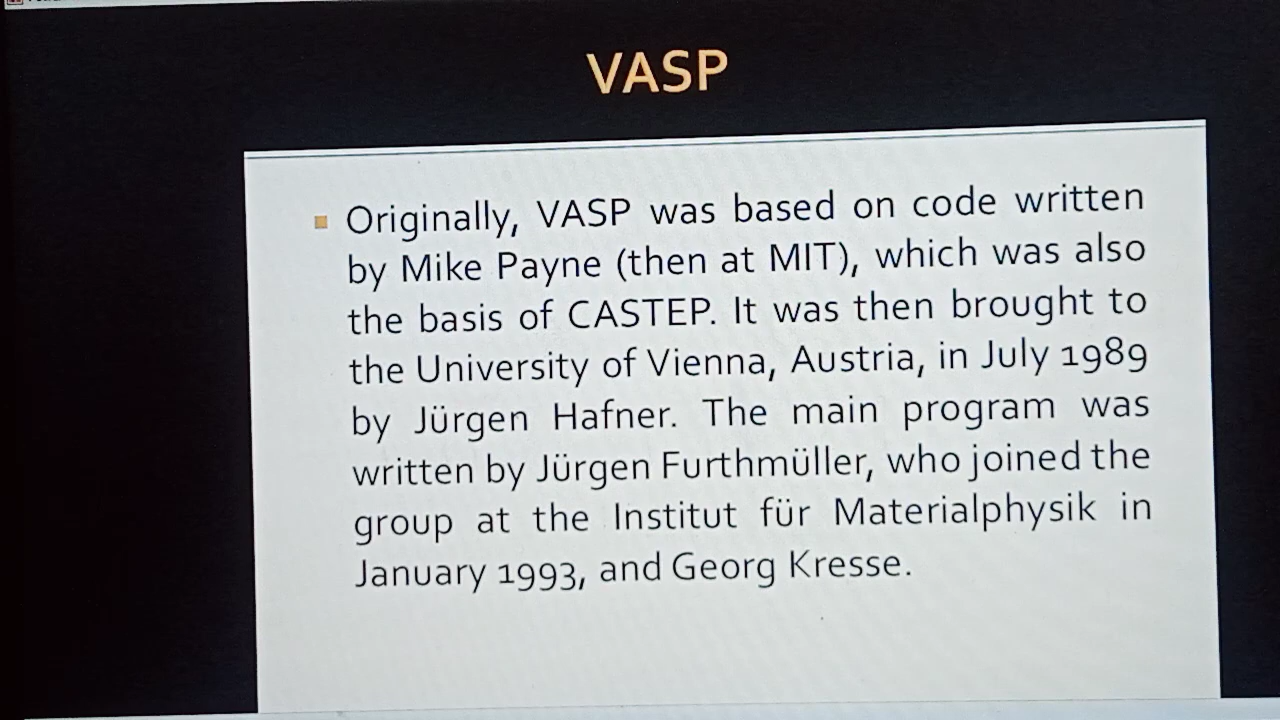 VASP
Originally, VASP was based on code written
by Mike Payne (then at MIT), which was also
the basis of CASTEP. It was then brought to
the University of Vienna, Austria, in July 1989
by Jürgen Hafner. The main program was
written by Jürgen Furthmüller, who joined the
group at the Institut für Materialphysik in
January 1993, and Georg Kresse.